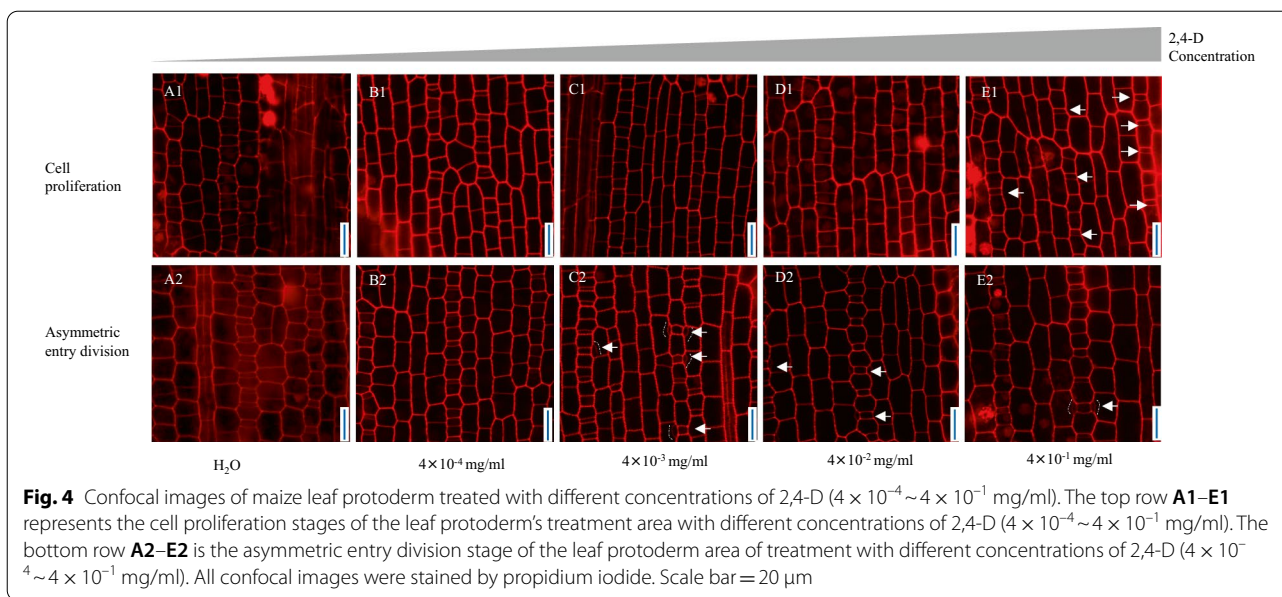 2,4-D
Concentration
A1
B1
C1
D1
E1
Cell
proliferation
A2
B2
C2
D2
E2
Asymmetric
entry division
H₂O
4×10⁻⁴ mg/ml
4×10⁻³ mg/ml
4×10⁻² mg/ml
4×10⁻¹ mg/ml
Fig. 4 Confocal images of maize leaf protoderm treated with different concentrations of 2,4-D (4 × 10⁻⁴ ~ 4 × 10⁻¹ mg/ml). The top row A1–E1
represents the cell proliferation stages of the leaf protoderm's treatment area with different concentrations of 2,4-D (4 × 10⁻⁴ ~ 4 × 10⁻¹ mg/ml). The
bottom row A2–E2 is the asymmetric entry division stage of the leaf protoderm area of treatment with different concentrations of 2,4-D (4 × 10⁻
⁴ ~ 4 × 10⁻¹ mg/ml). All confocal images were stained by propidium iodide. Scale bar = 20 μm